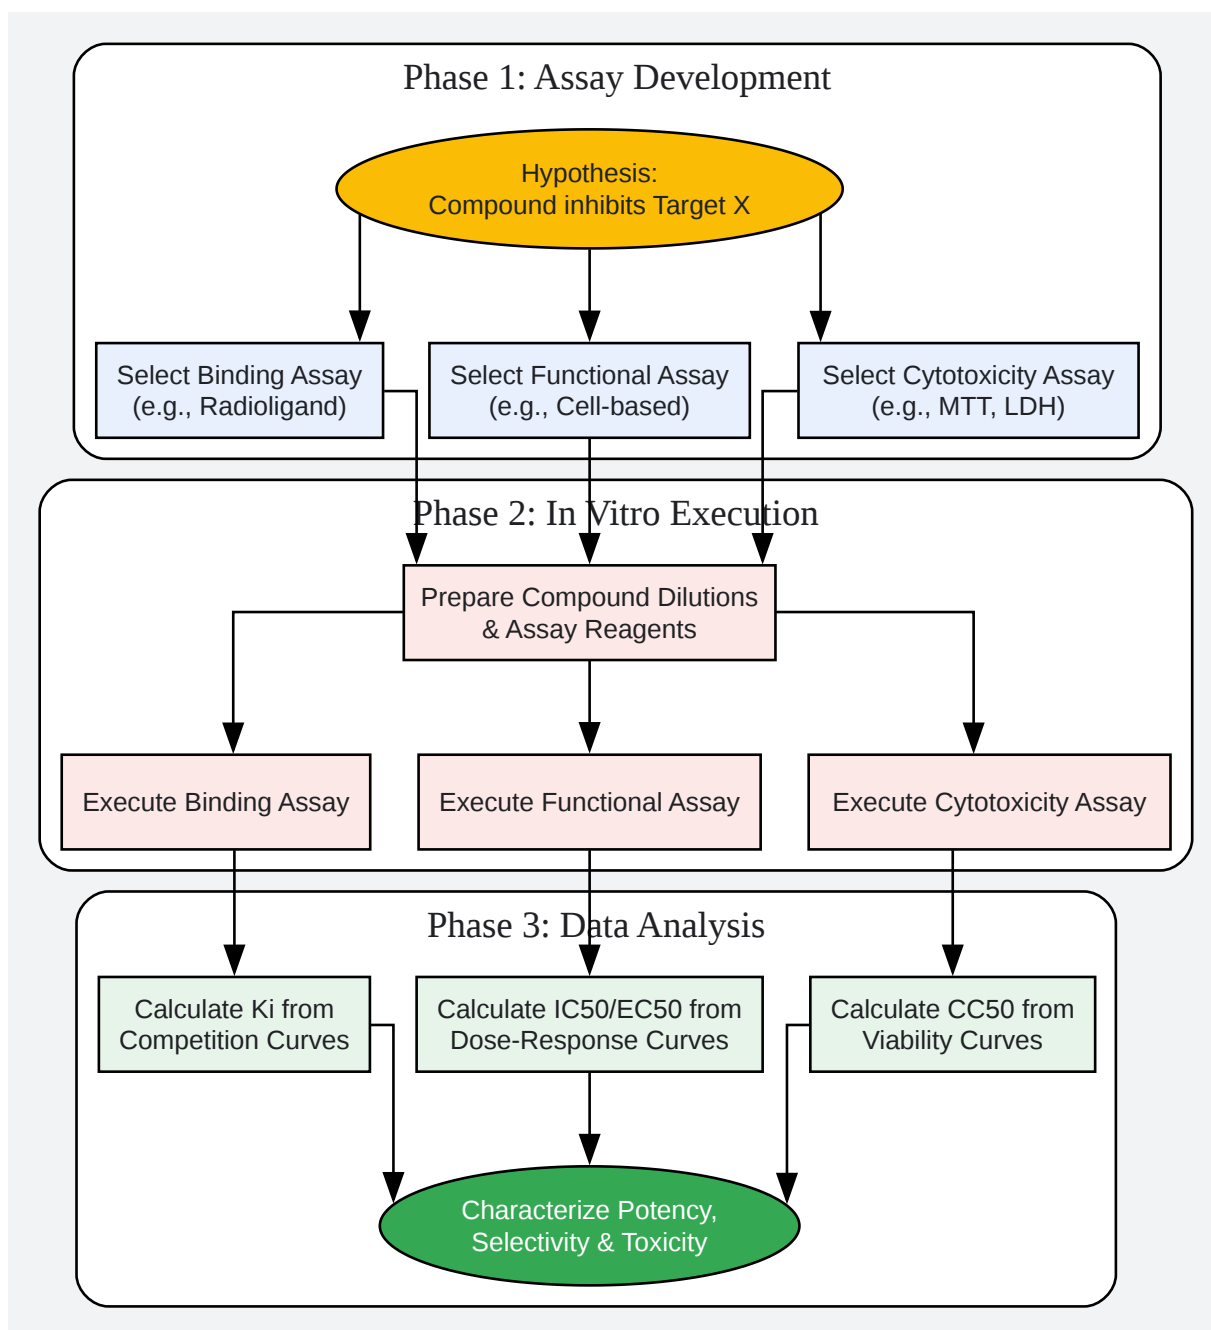 Phase 1: Assay Development
Hypothesis:
Compound inhibits Target X
Select Binding Assay
(e.g., Radioligand)
Select Functional Assay
(e.g., Cell-based)
Select Cytotoxicity Assay
(e.g., MTT, LDH)
Phase 2: In Vitro Execution
Prepare Compound Dilutions
& Assay Reagents
Execute Binding Assay
Execute Functional Assay
Execute Cytotoxicity Assay
Phase 3: Data Analysis
Calculate Ki from
Competition Curves
Calculate IC50/EC50 from
Dose-Response Curves
Calculate CC50 from
Viability Curves
Characterize Potency,
Selectivity & Toxicity